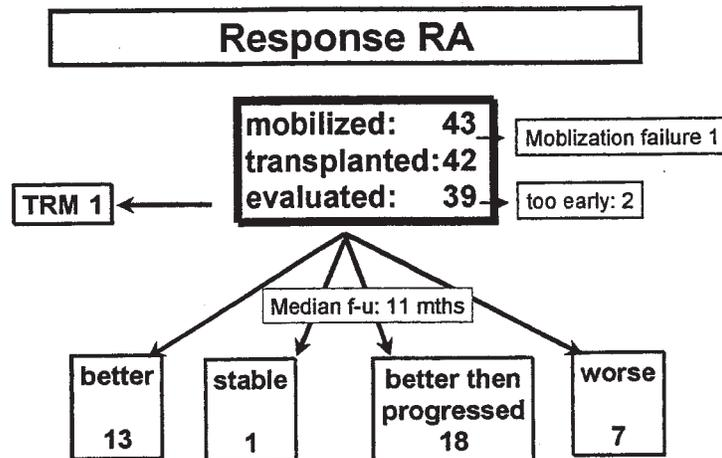 Response RA
mobilized: 43
transplanted:42
evaluated: 39
Moblization failure 1
too early: 2
TRM 1
Median f-u: 11 mths
better
13
stable
1
better then
progressed
18
worse
7